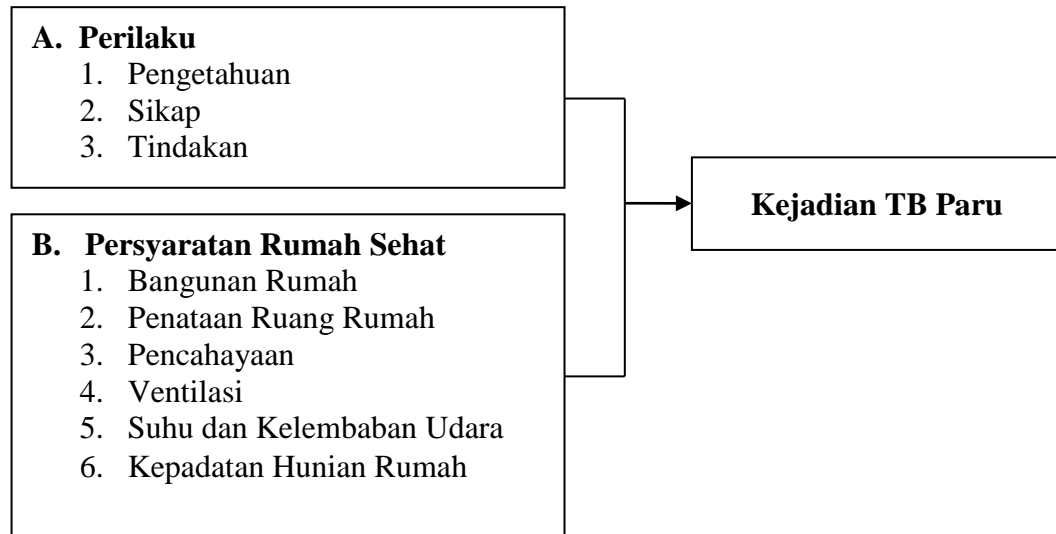 A. Perilaku
1. Pengetahuan
2. Sikap
3. Tindakan
Kejadian TB Paru
B. Persyaratan Rumah Sehat
1. Bangunan Rumah
2. Penataan Ruang Rumah
3. Pencahayaan
4. Ventilasi
5. Suhu dan Kelembaban Udara
6. Kepadatan Hunian Rumah